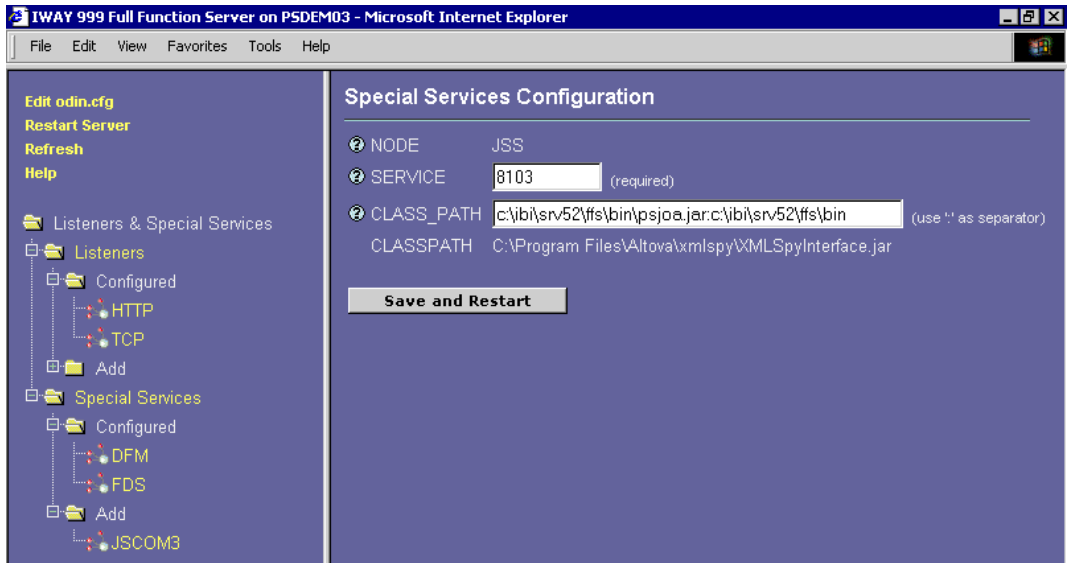 IWAY 999 Full Function Server on PSDEM03 - Microsoft Internet Explorer
File Edit View Favorites Tools Help
Edit odin.cfg
Restart Server
Refresh
Help
Listeners & Special Services
Listeners
Configured
HTTP
TCP
Add
Special Services
Configured
DFM
FDS
Add
JSCOM3
Special Services Configuration
NODE JSS
SERVICE 8103 (required)
CLASS_PATH c:\ibi\srv52\ffs\bin\psjoa.jar:c:\ibi\srv52\ffs\bin (use ':' as separator)
CLASSPATH C:\Program Files\Altova\xmlspy\XMLSpyInterface.jar
Save and Restart